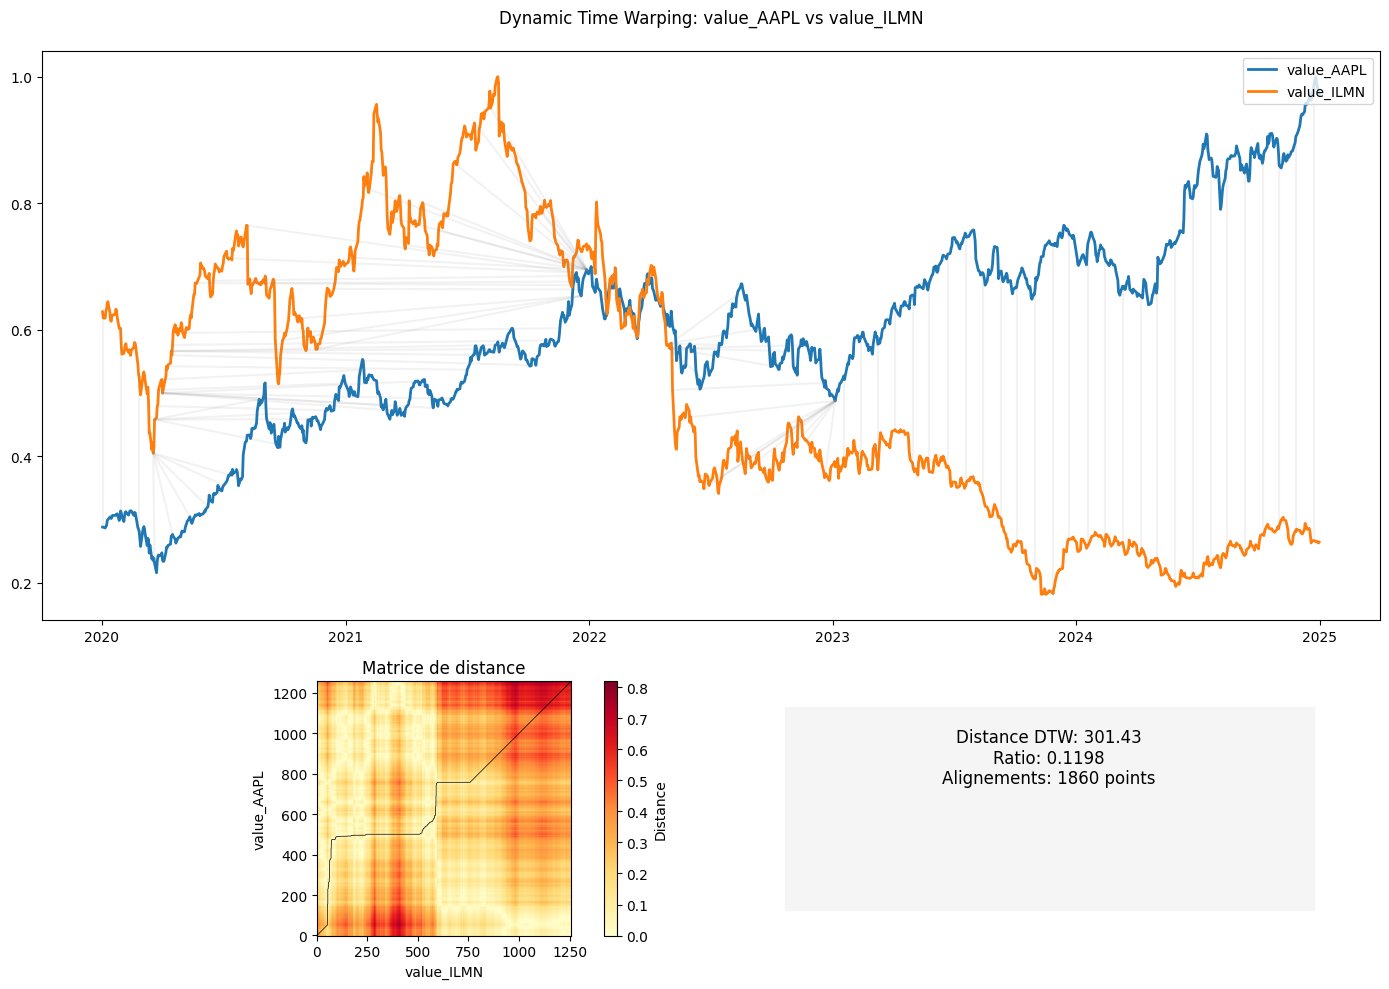 Dynamic Time Warping: value_AAPL vs value_ILMN
value_AAPL
value_ILMN
1.0
0.8
0.6
0.4
0.2
2020 2021 2022 2023 2024 2025
Matrice de distance
value_AAPL
1200
1000
800
600
400
200
0
0 250 500 750 1000 1250
value_ILMN
0.8
0.7
0.6
0.5
0.4
0.3
0.2
0.1
0.0
Distance
Distance DTW: 301.43
Ratio: 0.1198
Alignements: 1860 points